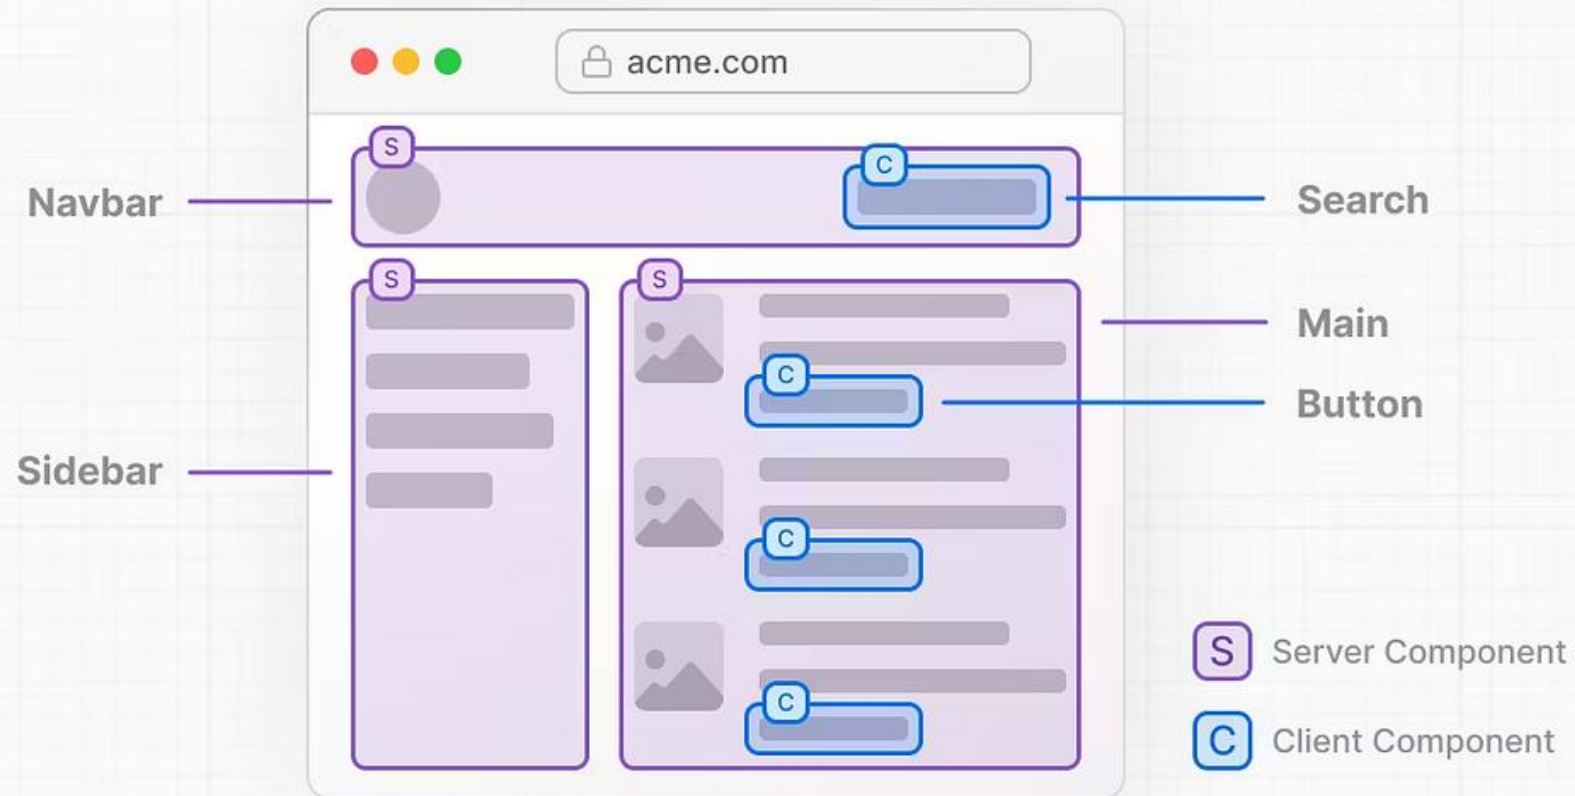 acme.com
S
C
Navbar
Search
S
S
Main
C
Button
Sidebar
C
C
S Server Component
C Client Component